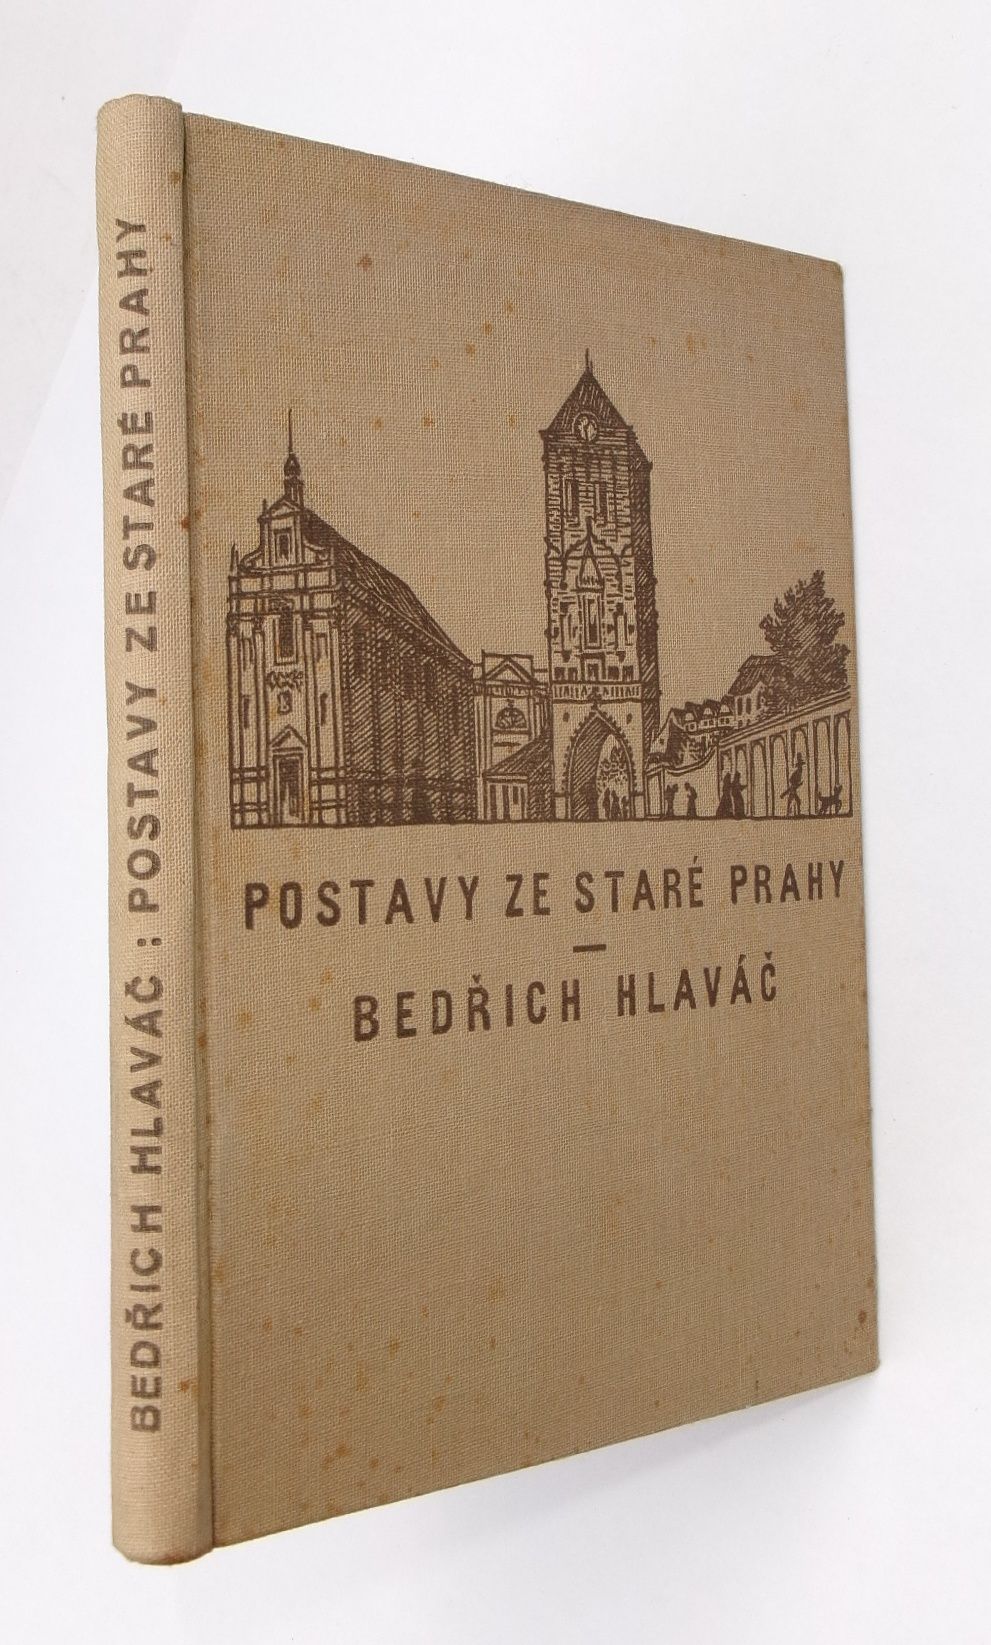 BEDŘICH HLAVÁČ: POSTAVY ZE STARÉ PRAHY
POSTAVY ZE STARÉ PRAHY
—
BEDŘICH HLAVÁČ